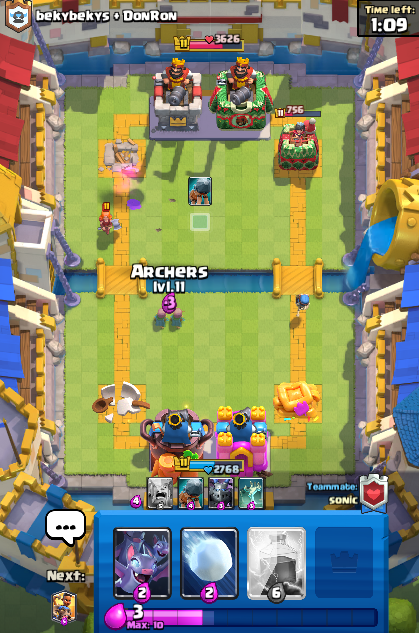 bekybekys + DonRon
Time left:
1:09
3626
756
Archers
lvl.11
3
2768
Teammate:
sonic
4
...
Next:
2
2
6
3
Max: 10